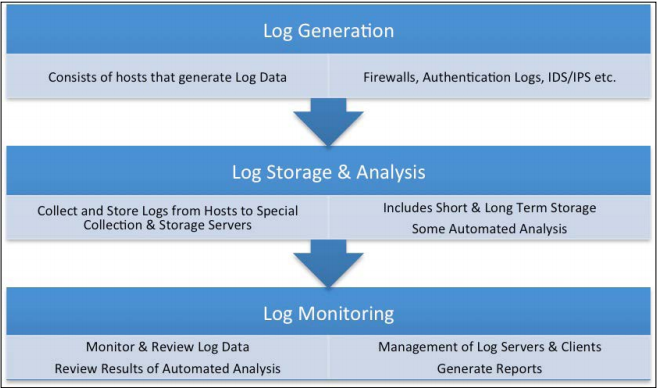 Log Generation
Consists of hosts that generate Log Data
Firewalls, Authentication Logs, IDS/IPS etc.
Log Storage & Analysis
Collect and Store Logs from Hosts to Special
Collection & Storage Servers
Includes Short & Long Term Storage
Some Automated Analysis
Log Monitoring
Monitor & Review Log Data
Review Results of Automated Analysis
Management of Log Servers & Clients
Generate Reports